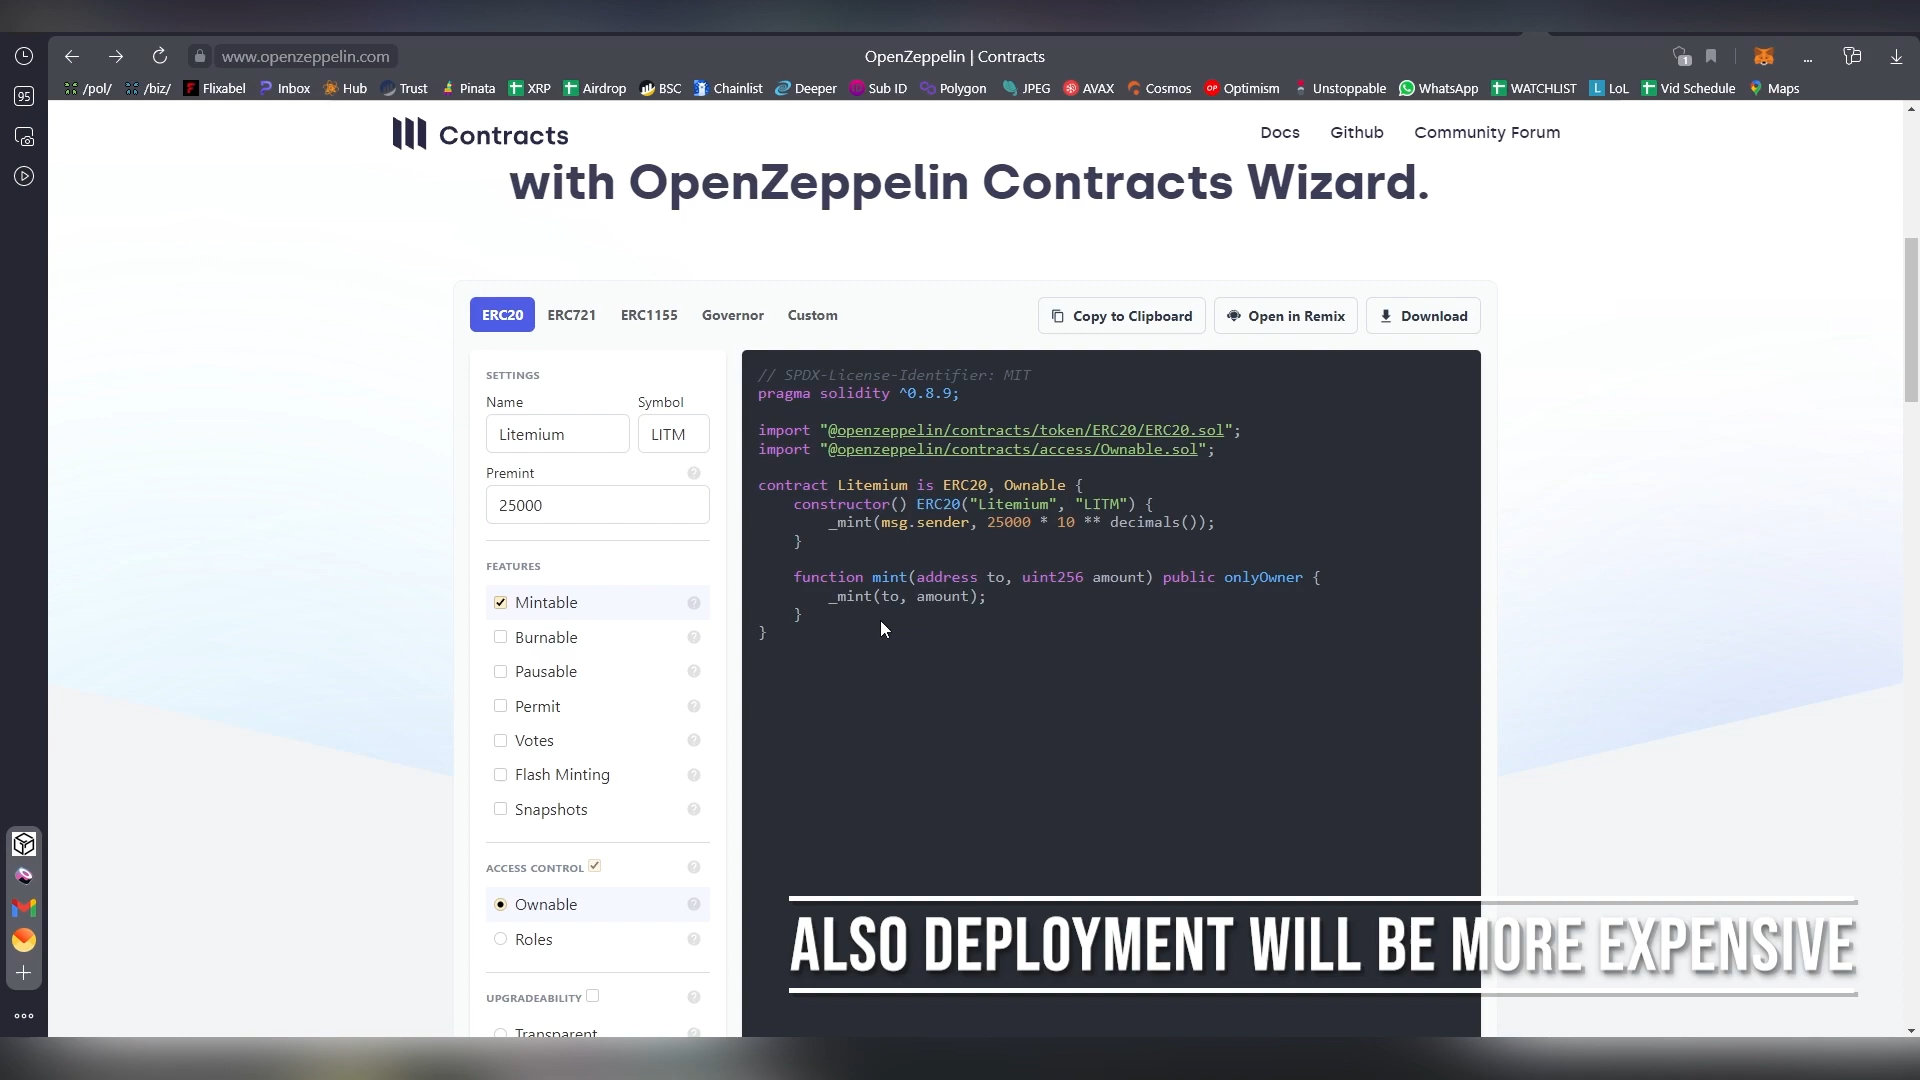 www.openzeppelin.com
OpenZeppelin | Contracts
1
...
95
/pol/ /biz/ Flixabel Inbox Hub Trust Pinata XRP Airdrop BSC Chainlist Deeper Sub ID Polygon JPEG AVAX Cosmos Optimism Unstoppable WhatsApp WATCHLIST LoL Vid Schedule Maps
Contracts
Docs Github Community Forum
with OpenZeppelin Contracts Wizard.
ERC20 ERC721 ERC1155 Governor Custom
Copy to Clipboard Open in Remix Download
SETTINGS
Name Symbol
Litemium LITM
Premint
25000
FEATURES
Mintable
Burnable
Pausable
Permit
Votes
Flash Minting
Snapshots
ACCESS CONTROL
Ownable
Roles
UPGRADEABILITY
Transparent
// SPDX-License-Identifier: MIT
pragma solidity ^0.8.9;
import "@openzeppelin/contracts/token/ERC20/ERC20.sol";
import "@openzeppelin/contracts/access/Ownable.sol";
contract Litemium is ERC20, Ownable {
constructor() ERC20("Litemium", "LITM") {
_mint(msg.sender, 25000 * 10 ** decimals());
}
function mint(address to, uint256 amount) public onlyOwner {
_mint(to, amount);
}
}
ALSO DEPLOYMENT WILL BE MORE EXPENSIVE